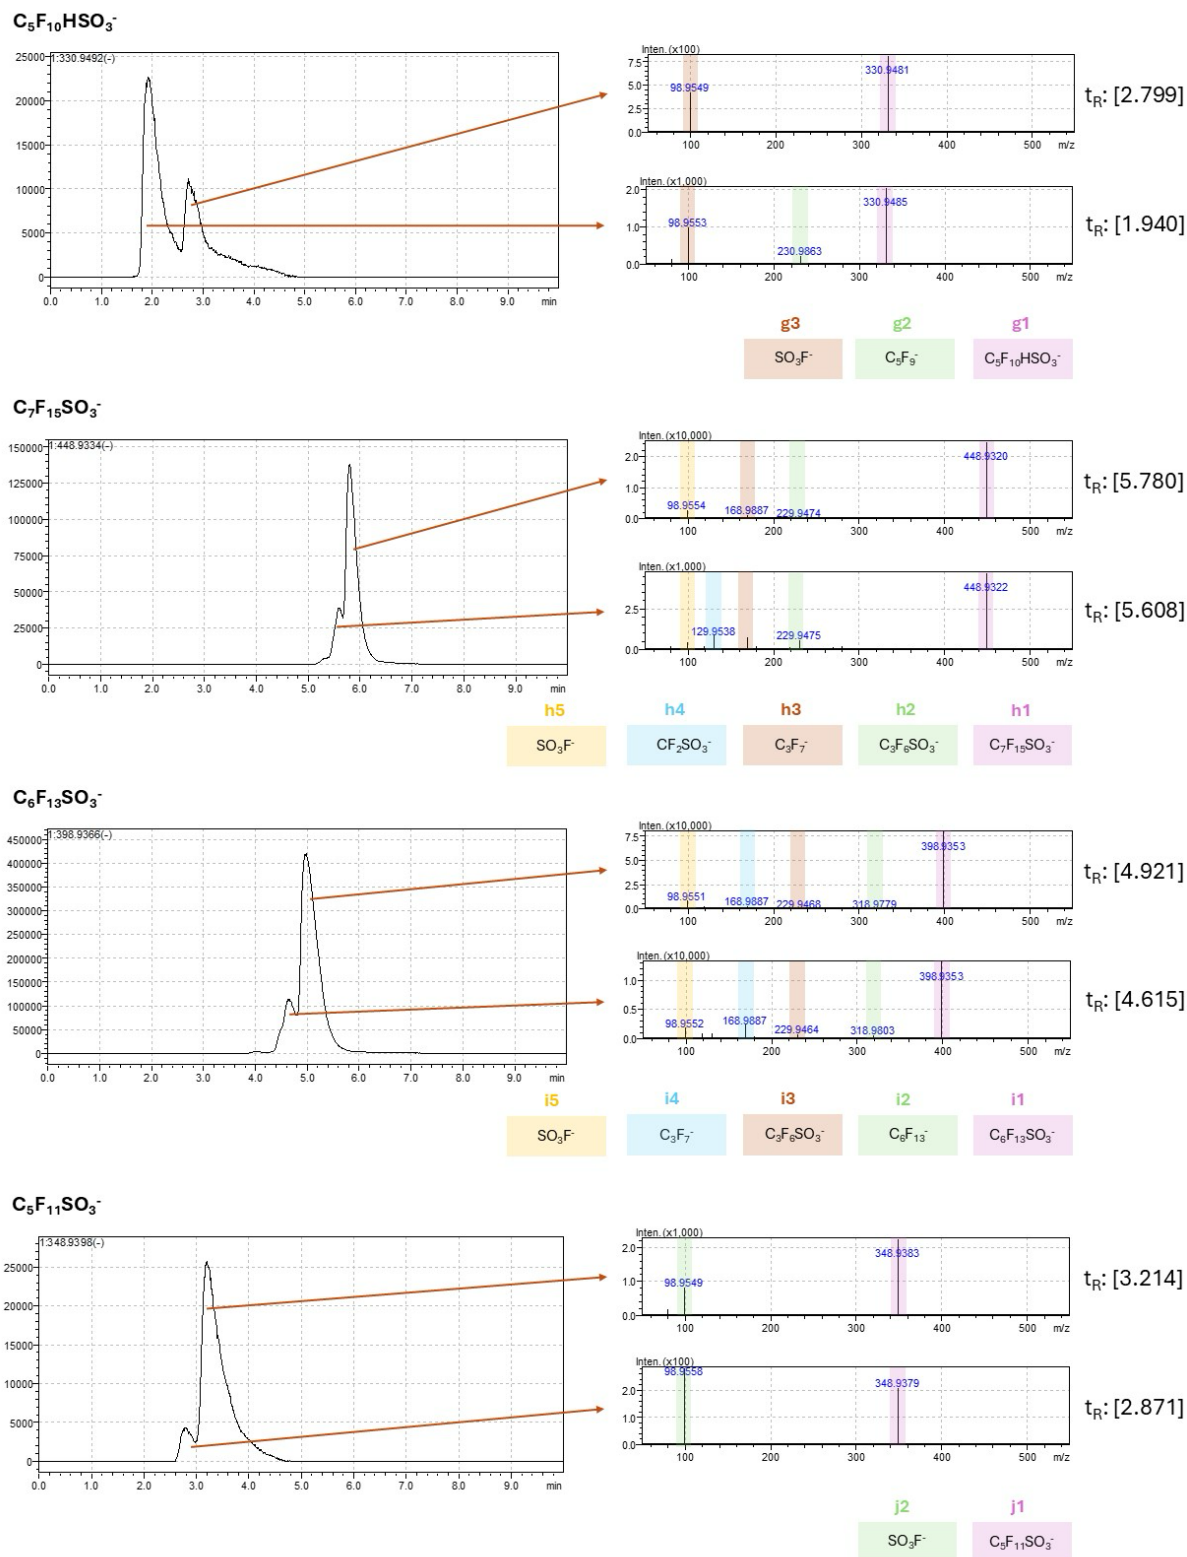 C₅F₁₀HSO₃⁻
1:330.9492(-)
25000
20000
15000
10000
5000
0
0.0 1.0 2.0 3.0 4.0 5.0 6.0 7.0 8.0 9.0 min
Inten. (x100)
7.5
5.0
2.5
0.0
98.9549 330.9481
100 200 300 400 500 m/z
tR: [2.799]
Inten. (x1,000)
2.0
1.0
0.0
98.9553 230.9863 330.9485
100 200 300 400 500 m/z
tR: [1.940]
g3 g2 g1
SO₃F⁻ C₅F₉⁻ C₅F₁₀HSO₃⁻
C₇F₁₅SO₃⁻
1:448.9334(-)
150000
125000
100000
75000
50000
25000
0
0.0 1.0 2.0 3.0 4.0 5.0 6.0 7.0 8.0 9.0 min
Inten. (x10,000)
2.0
1.0
0.0
98.9554 168.9887 229.9474 448.9320
100 200 300 400 500 m/z
tR: [5.780]
Inten. (x1,000)
2.5
0.0
129.9538 229.9475 448.9322
100 200 300 400 500 m/z
tR: [5.608]
h5 h4 h3 h2 h1
SO₃F⁻ CF₂SO₃⁻ C₃F₇⁻ C₃F₆SO₃⁻ C₇F₁₅SO₃⁻
C₆F₁₃SO₃⁻
1:398.9366(-)
450000
400000
350000
300000
250000
200000
150000
100000
50000
0
0.0 1.0 2.0 3.0 4.0 5.0 6.0 7.0 8.0 9.0 min
Inten. (x10,000)
7.5
5.0
2.5
0.0
98.9551 168.9887 229.9468 318.9779 398.9353
100 200 300 400 500 m/z
tR: [4.921]
Inten. (x10,000)
1.0
0.5
0.0
98.9552 168.9887 229.9464 318.9803 398.9353
100 200 300 400 500 m/z
tR: [4.615]
i5 i4 i3 i2 i1
SO₃F⁻ C₃F₇⁻ C₃F₆SO₃⁻ C₆F₁₃⁻ C₆F₁₃SO₃⁻
C₅F₁₁SO₃⁻
1:348.9398(-)
25000
20000
15000
10000
5000
0
0.0 1.0 2.0 3.0 4.0 5.0 6.0 7.0 8.0 9.0 min
Inten. (x1,000)
2.0
1.0
0.0
98.9549 348.9383
100 200 300 400 500 m/z
tR: [3.214]
Inten. (x100)
2.0
1.0
0.0
98.9558 348.9379
100 200 300 400 500 m/z
tR: [2.871]
j2 j1
SO₃F⁻ C₅F₁₁SO₃⁻